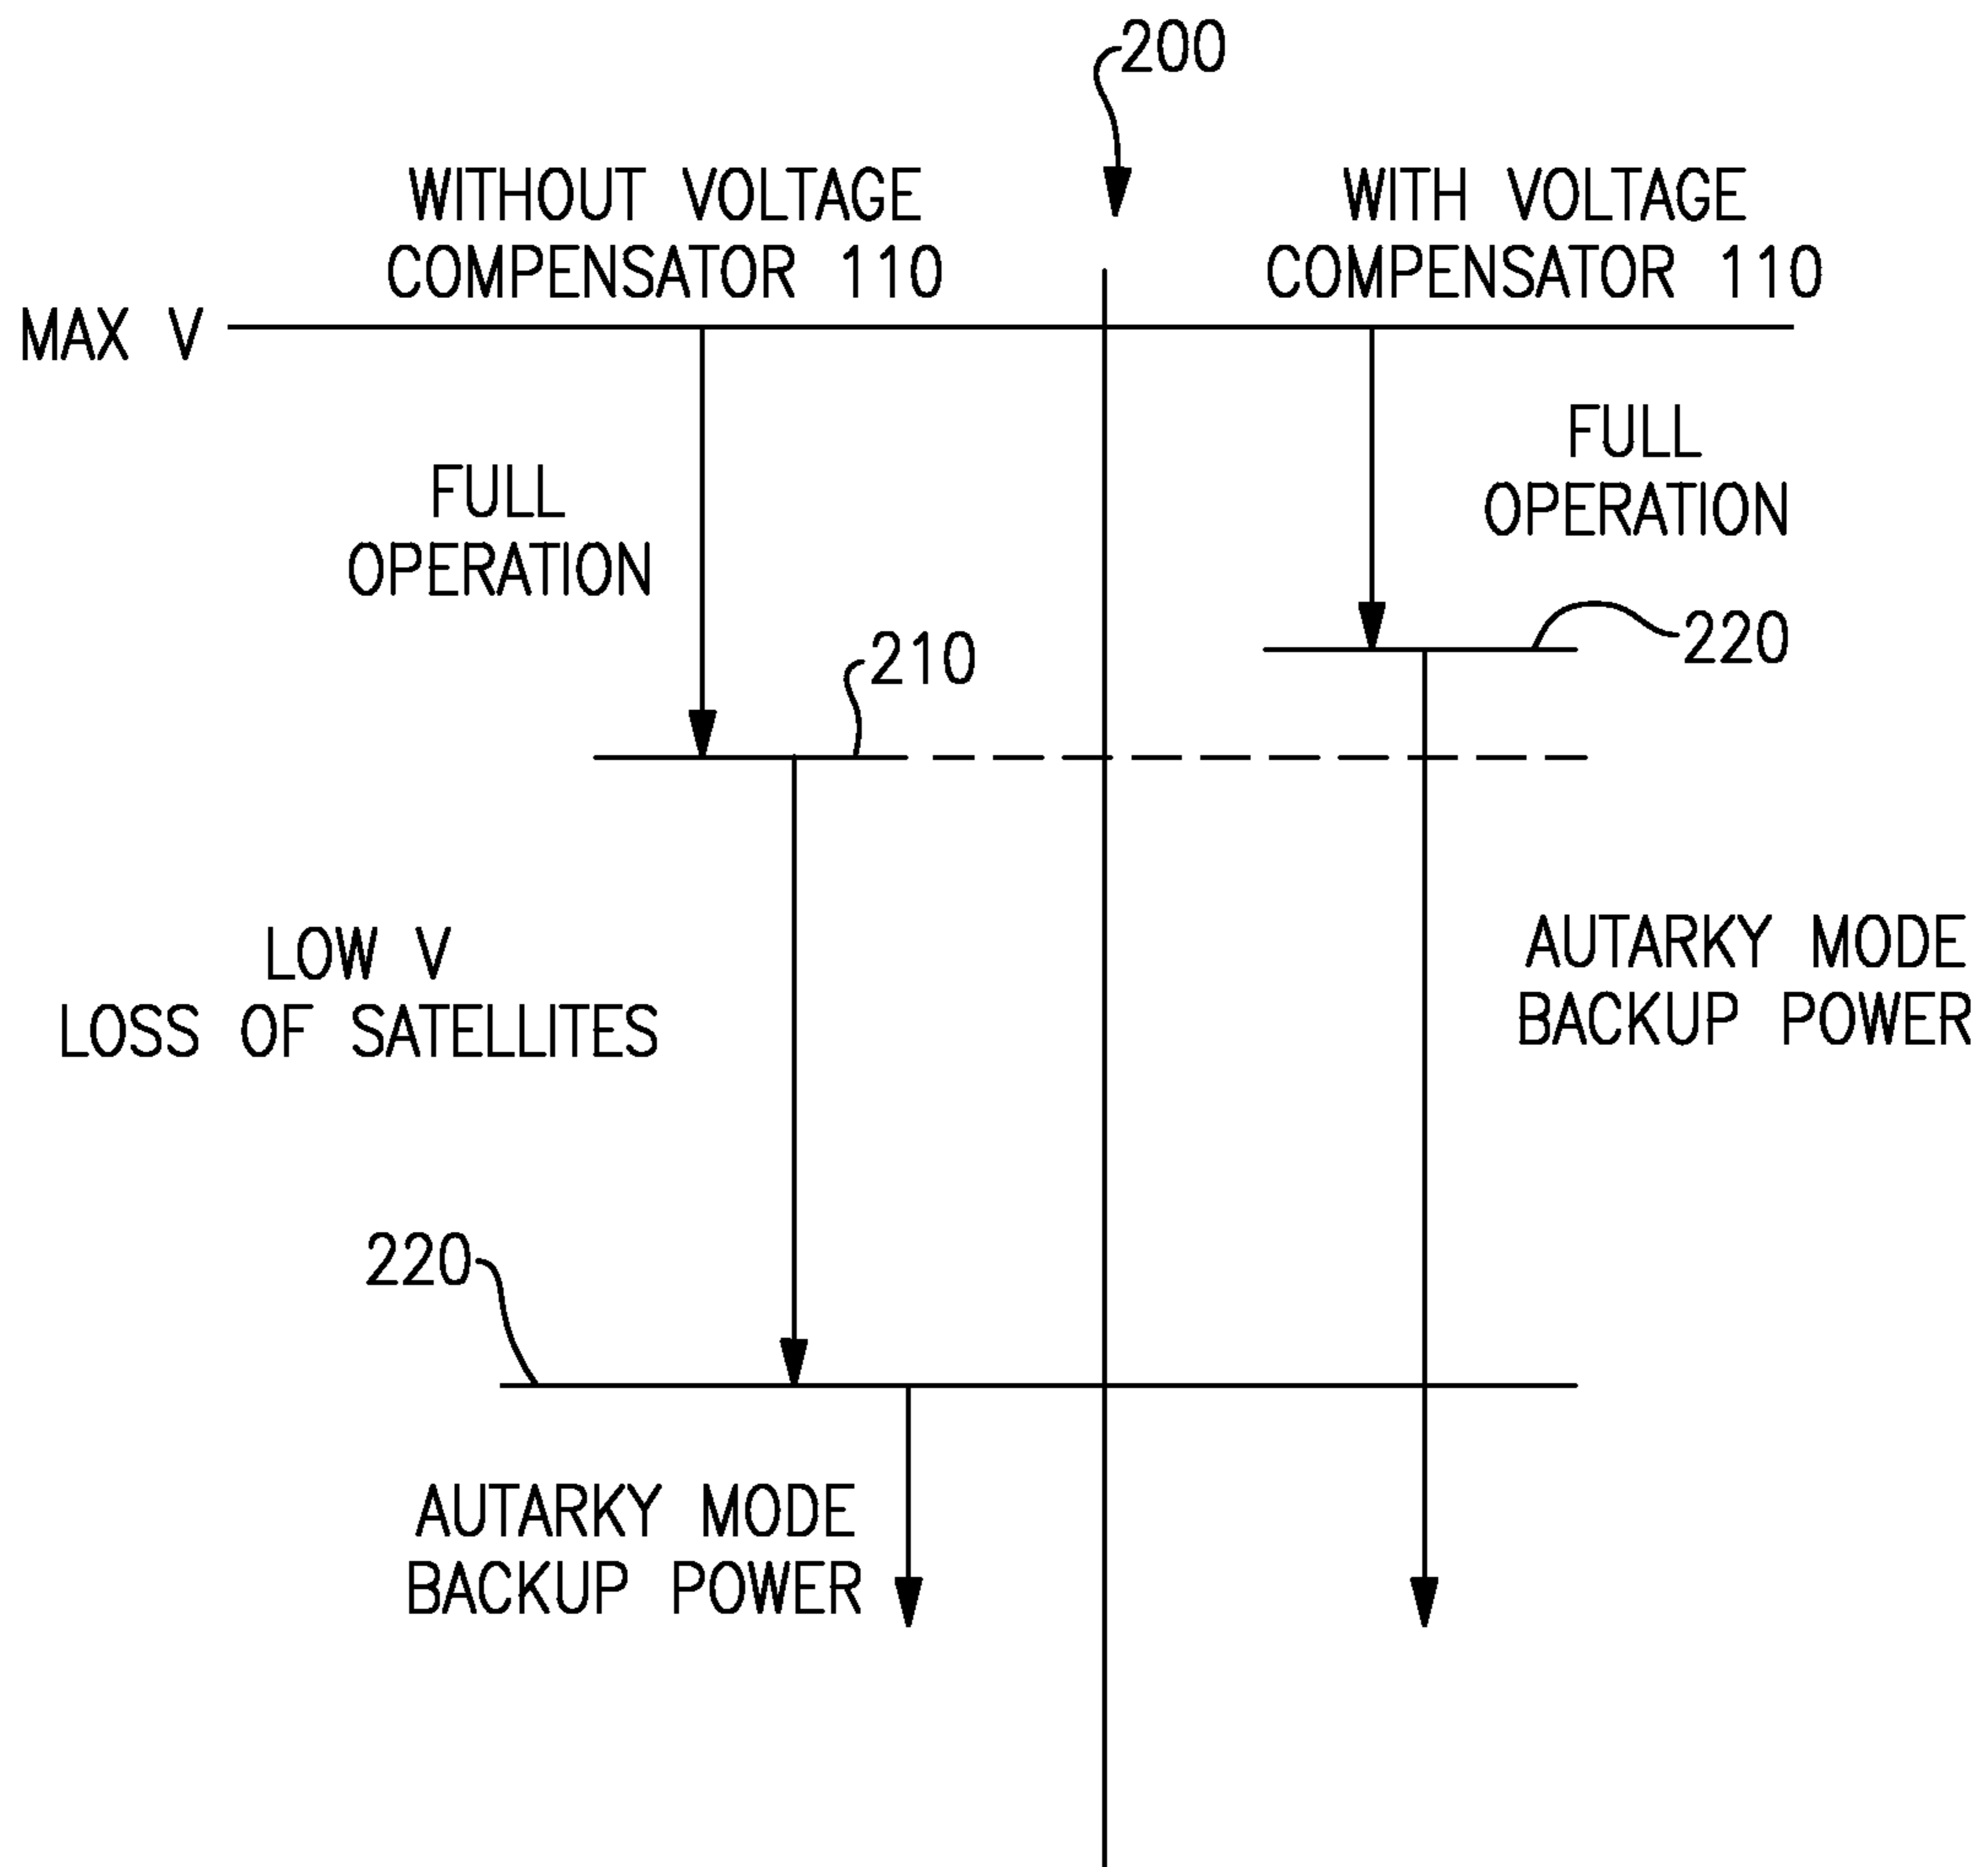 200
WITHOUT VOLTAGE
COMPENSATOR 110
WITH VOLTAGE
COMPENSATOR 110
MAX V
FULL
OPERATION
FULL
OPERATION
210
220
LOW V
LOSS OF SATELLITES
AUTARKY MODE
BACKUP POWER
220
AUTARKY MODE
BACKUP POWER